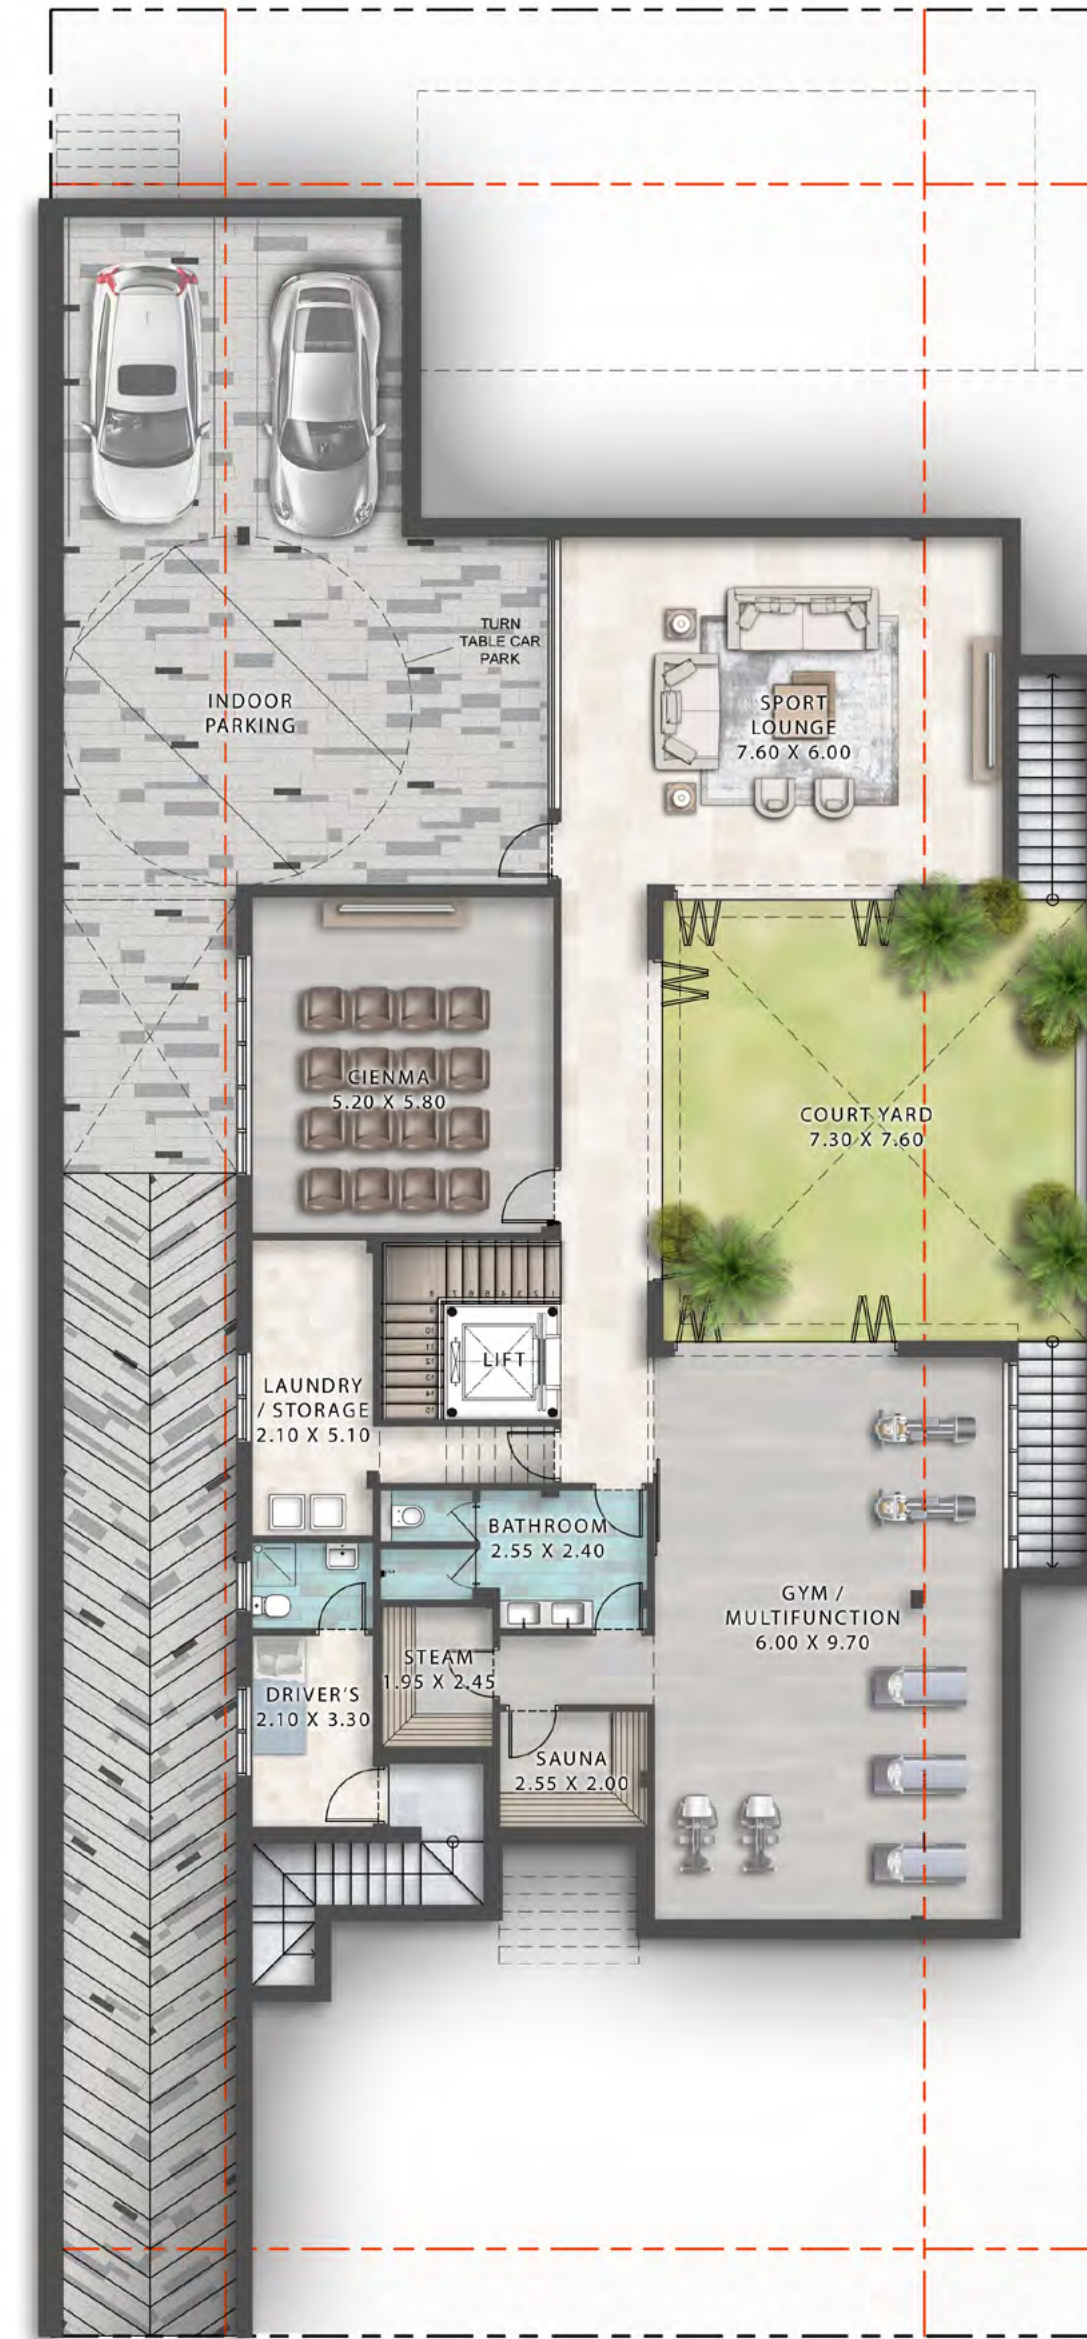 TURN
TABLE CAR
PARK
INDOOR
PARKING
SPORT
LOUNGE
7.60 X 6.00
CIENMA
5.20 X 5.80
COURT YARD
7.30 X 7.60
LIFT
LAUNDRY
/ STORAGE
2.10 X 5.10
BATHROOM
2.55 X 2.40
GYM /
MULTIFUNCTION
6.00 X 9.70
STEAM
1.95 X 2.45
DRIVER'S
2.10 X 3.30
SAUNA
2.55 X 2.00